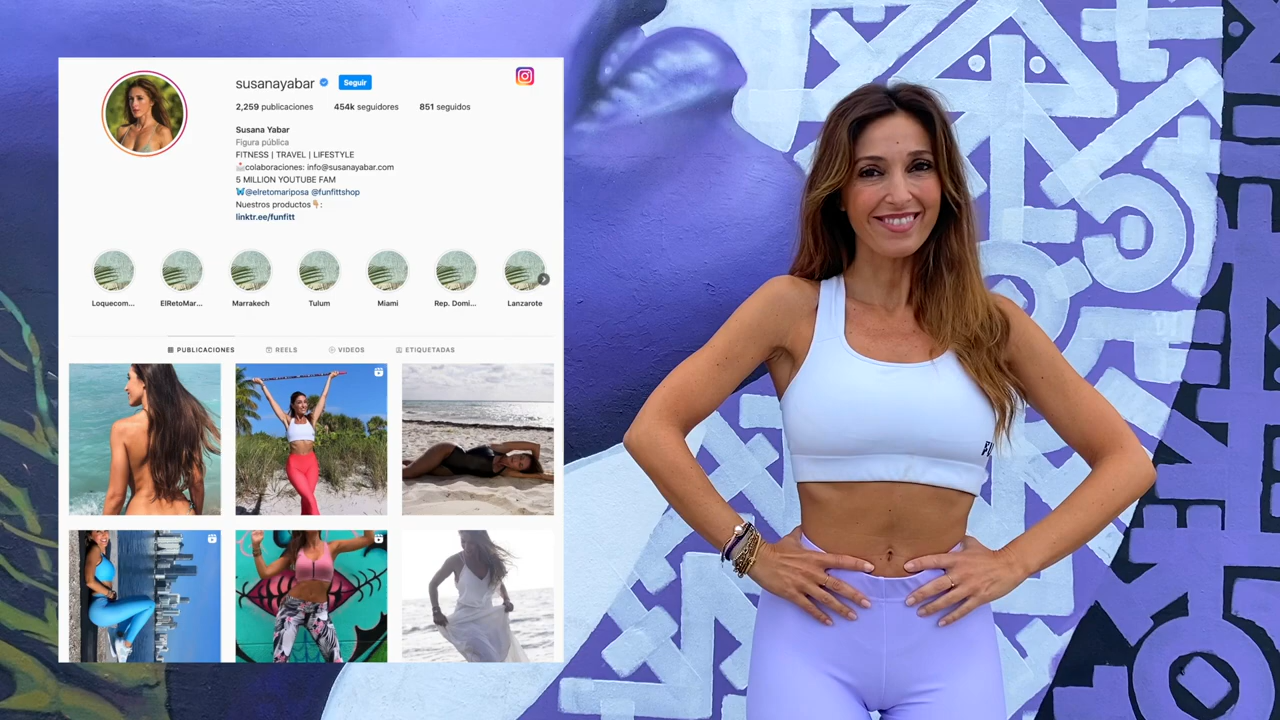 susanayabar Seguir
2,259 publicaciones 454k seguidores 851 seguidos
Susana Yabar
Figura pública
FITNESS | TRAVEL | LIFESTYLE
colaboraciones: info@susanayabar.com
5 MILLION YOUTUBE FAM
@elretomariposa @funfittshop
Nuestros productos :
linktr.ee/funfitt
Loquecom... ElRetoMar... Marrakech Tulum Miami Rep. Domi... Lanzarote
PUBLICACIONES REELS VIDEOS ETIQUETADAS